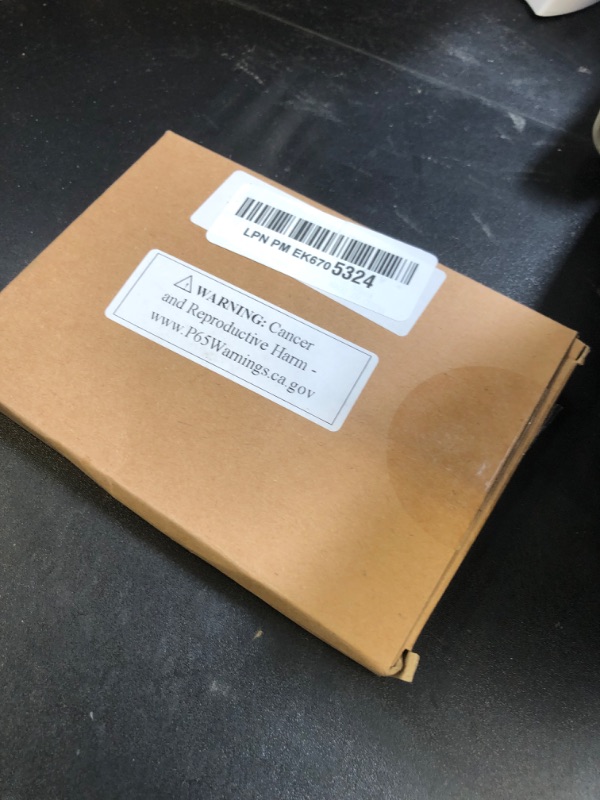 LPN PM EK670 5324
⚠ WARNING: Cancer
and Reproductive Harm -
www.P65Warnings.ca.gov